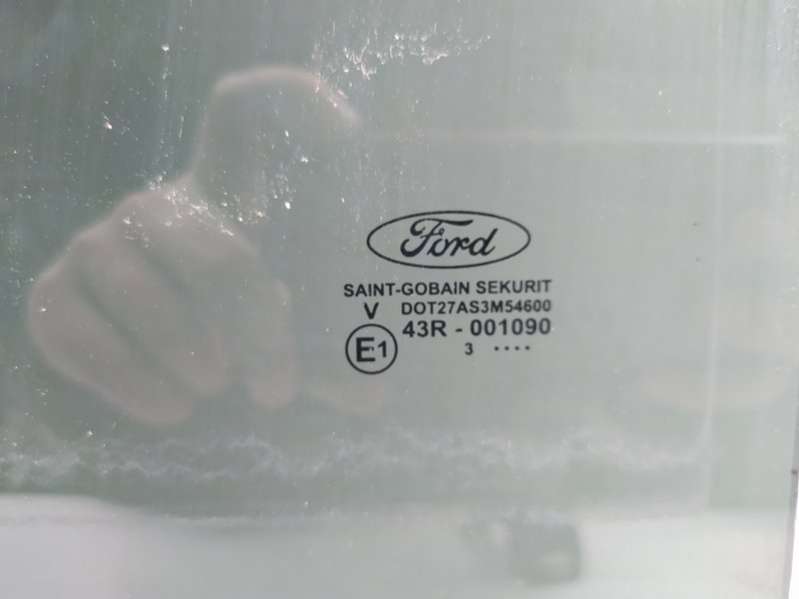 Ford
SAINT-GOBAIN SEKURIT
V DOT27AS3M54600
E1 43R - 001090
3 ····